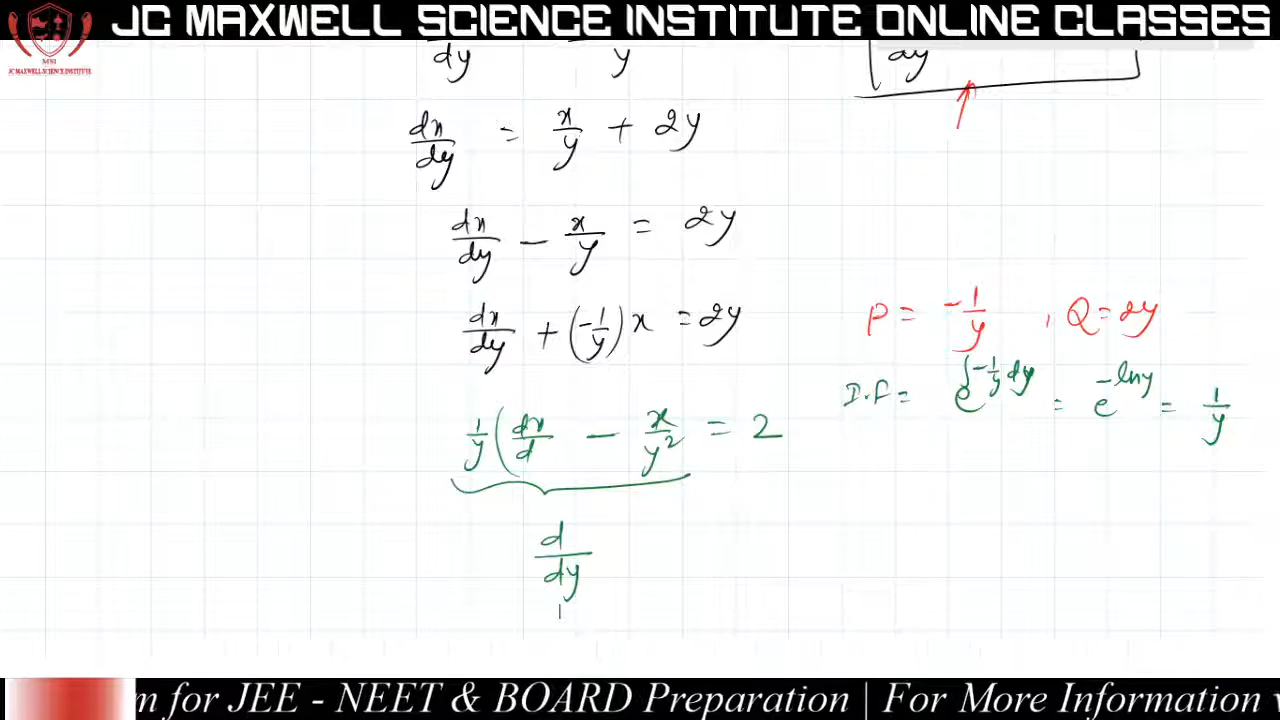 JC MAXWELL SCIENCE INSTITUTE ONLINE CLASSES
MSI
JC MAXWELL SCIENCE INSTITUTE
dy y dy
dx/dy = x/y + 2y
dx/dy − x/y = 2y
dx/dy + (−1/y)x = 2y
P = −1/y , Q = 2y
I.F = e^∫−1/y dy = e^−lny = 1/y
1/y (dx/d − x/y² = 2
d/dy
m for JEE - NEET & BOARD Preparation | For More Information